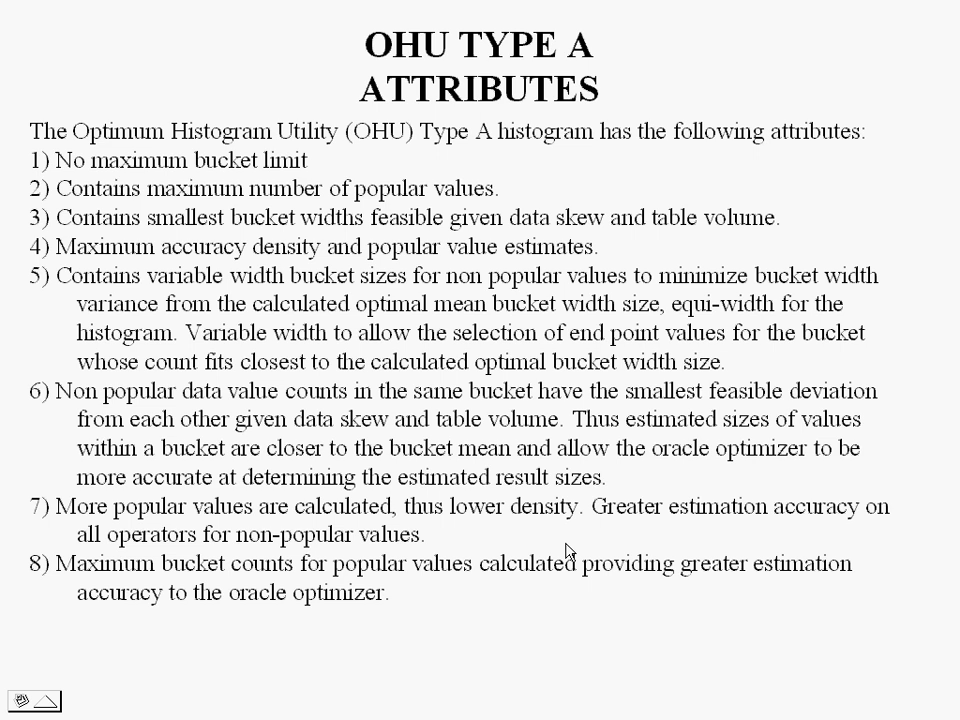 OHU TYPE A
ATTRIBUTES
The Optimum Histogram Utility (OHU) Type A histogram has the following attributes:
1) No maximum bucket limit
2) Contains maximum number of popular values.
3) Contains smallest bucket widths feasible given data skew and table volume.
4) Maximum accuracy density and popular value estimates.
5) Contains variable width bucket sizes for non popular values to minimize bucket width
variance from the calculated optimal mean bucket width size, equi-width for the
histogram. Variable width to allow the selection of end point values for the bucket
whose count fits closest to the calculated optimal bucket width size.
6) Non popular data value counts in the same bucket have the smallest feasible deviation
from each other given data skew and table volume. Thus estimated sizes of values
within a bucket are closer to the bucket mean and allow the oracle optimizer to be
more accurate at determining the estimated result sizes.
7) More popular values are calculated, thus lower density. Greater estimation accuracy on
all operators for non-popular values.
8) Maximum bucket counts for popular values calculated providing greater estimation
accuracy to the oracle optimizer.